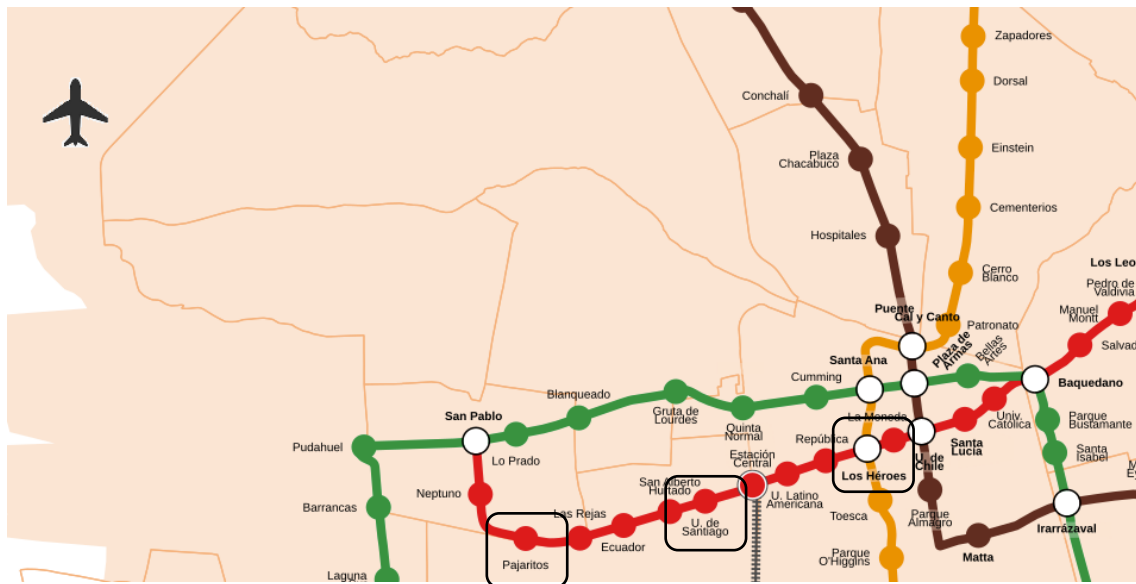 Zapadores
Dorsal
Conchalí
Einstein
Plaza
Chacabuco
Cementerios
Hospitales
Cerro
Blanco
Los Leo
Pedro de
Valdivia
Manuel
Montt
Salvad
Puente
Cal y Canto
Patronato
Plaza de
Armas
Bellas
Artes
Santa Ana
Cumming
Baquedano
Blanqueado
Gruta de
Lourdes
Quinta
Normal
La Moneda
Univ.
Católica
Parque
Bustamante
San Pablo
Pudahuel
Lo Prado
República
Estación
Central
Santa
Lucía
Santa
Isabel
M
Ey
U. de
Chile
Los Héroes
San Alberto
Hurtado
U. Latino
Americana
Neptuno
Barrancas
Las Rejas
U. de
Santiago
Toesca
Parque
Almagro
Irarrázaval
Ecuador
Pajaritos
Parque
O'Higgins
Matta
Laguna